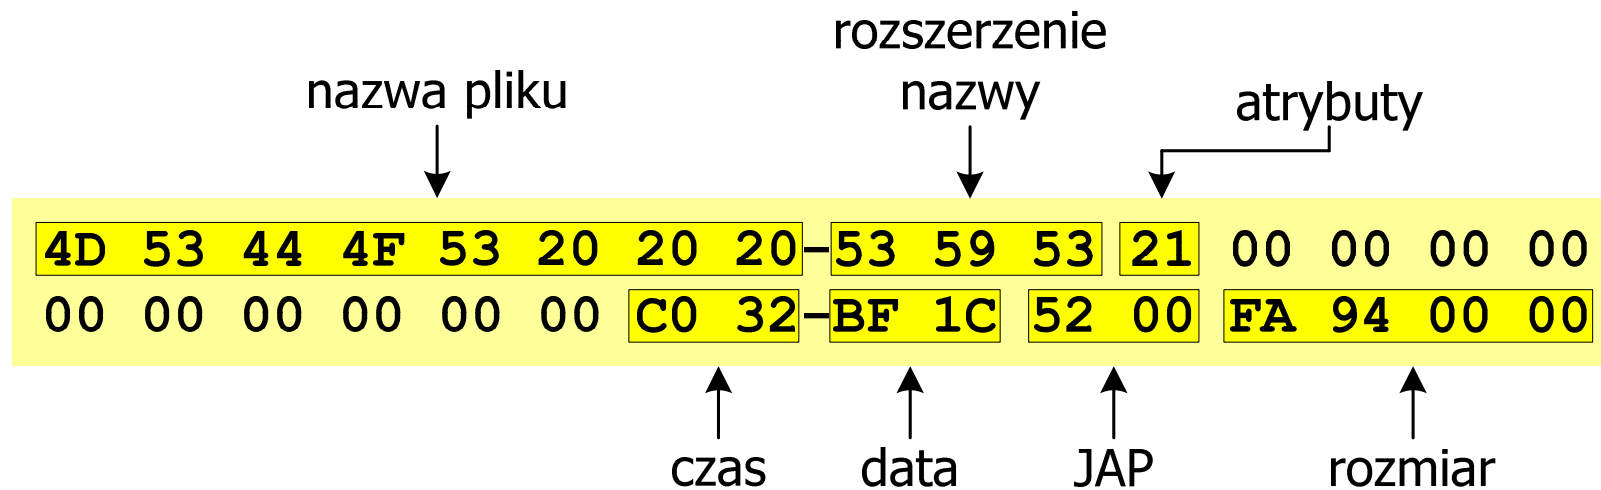 rozszerzenie
nazwa pliku nazwy atrybuty
4D 53 44 4F 53 20 20 20-53 59 53 21 00 00 00 00
00 00 00 00 00 00 C0 32-BF 1C 52 00 FA 94 00 00
czas data JAP rozmiar